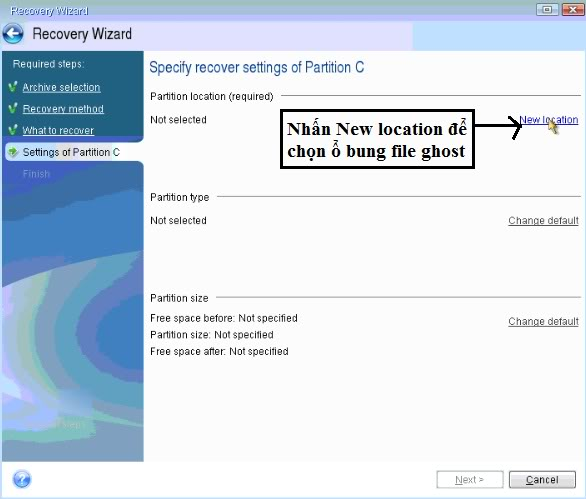 Recovery Wizard
Recovery Wizard
Required steps:
Archive selection
Recovery method
What to recover
Settings of Partition C
Finish
Specify recover settings of Partition C
Partition location (required)
Not selected
New location
Nhấn New location để
chọn ổ bung file ghost
Partition type
Not selected
Change default
Partition size
Free space before: Not specified
Change default
Partition size: Not specified
Free space after: Not specified
Next >
Cancel